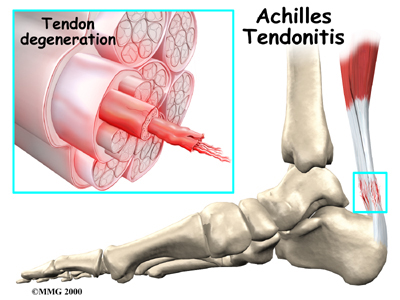 Tendon
degeneration
Achilles
Tendonitis
©MMG 2000